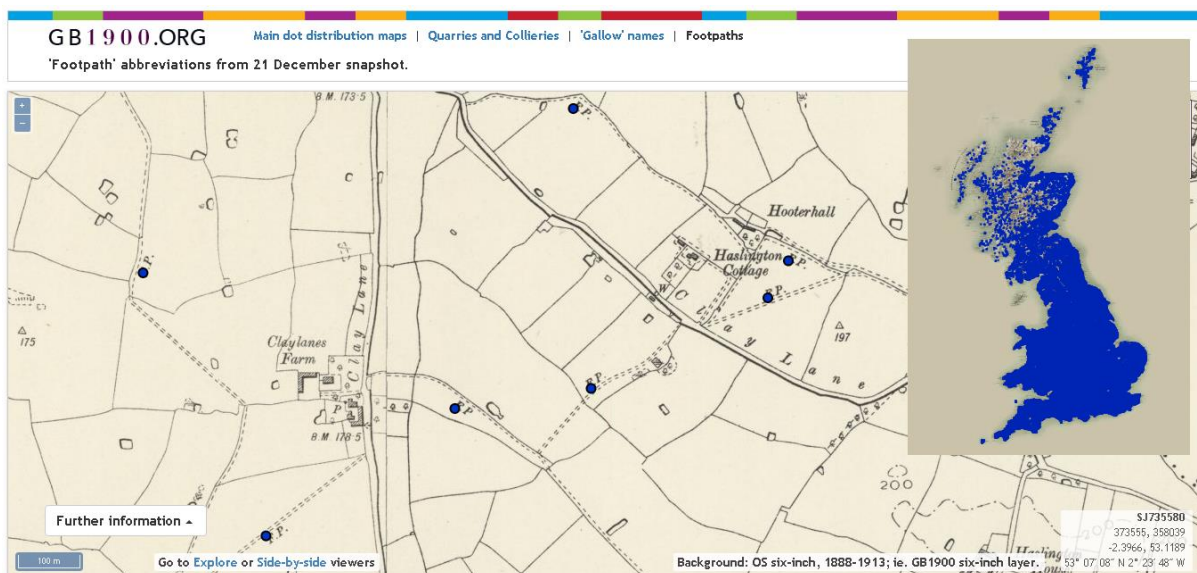 GB1900.ORG
Main dot distribution maps | Quarries and Collieries | 'Gallow' names | Footpaths
'Footpath' abbreviations from 21 December snapshot.
+
-
B.M. 173·5
P.
Hooterhall
P.
Haslington
Cottage
P.
W
Clay Lane
197
P.
175
Claylanes
Farm
Clay Lane
F.P.
P
B.M. 178·5
200
P.
Further information
100 m
Go to Explore or Side-by-side viewers
Background: OS six-inch, 1888-1913; ie. GB1900 six-inch layer.
Haslington
SJ735580
373555, 358039
-2.3966, 53.1189
53° 07' 08" N 2° 23' 48" W